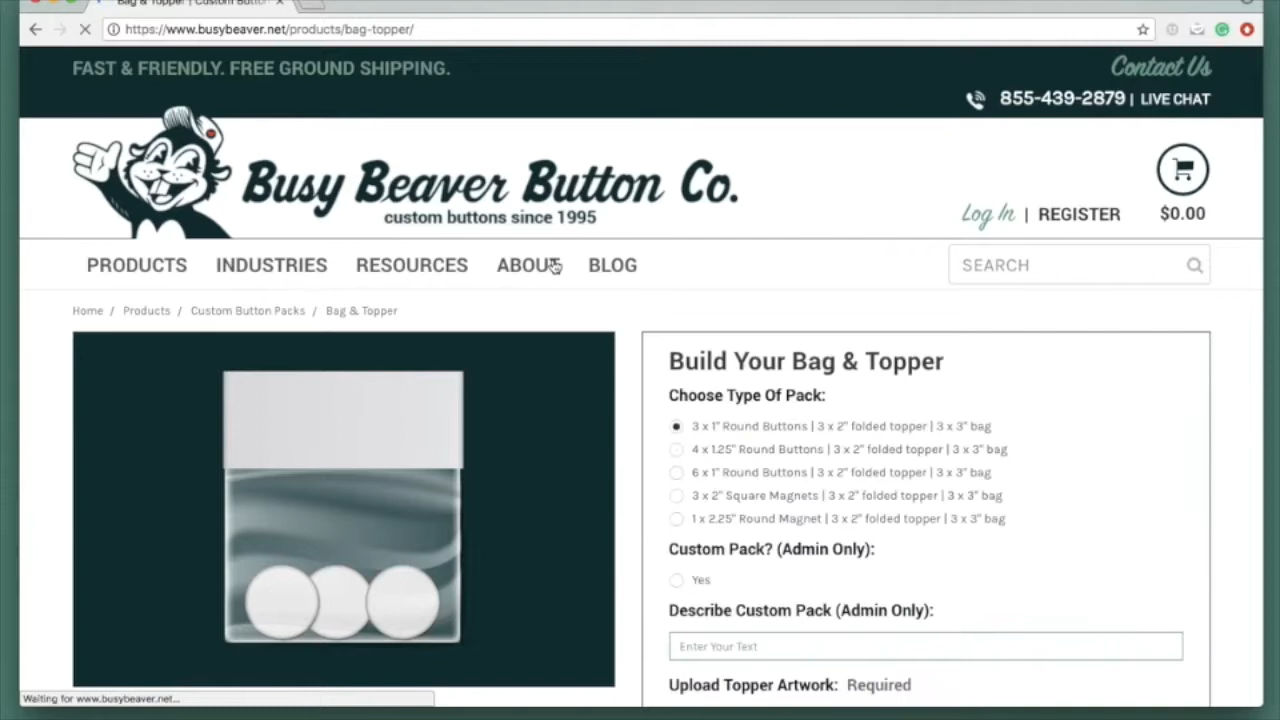 Bag & Topper | Custom Button
https://www.busybeaver.net/products/bag-topper/
FAST & FRIENDLY. FREE GROUND SHIPPING.
Contact Us
855-439-2879 | LIVE CHAT
Busy Beaver Button Co.
custom buttons since 1995
Log In | REGISTER
$0.00
PRODUCTS INDUSTRIES RESOURCES ABOUT BLOG
SEARCH
Home / Products / Custom Button Packs / Bag & Topper
Build Your Bag & Topper
Choose Type Of Pack:
3 x 1" Round Buttons | 3 x 2" folded topper | 3 x 3" bag
4 x 1.25" Round Buttons | 3 x 2" folded topper | 3 x 3" bag
6 x 1" Round Buttons | 3 x 2" folded topper | 3 x 3" bag
3 x 2" Square Magnets | 3 x 2" folded topper | 3 x 3" bag
1 x 2.25" Round Magnet | 3 x 2" folded topper | 3 x 3" bag
Custom Pack? (Admin Only):
Yes
Describe Custom Pack (Admin Only):
Enter Your Text
Upload Topper Artwork: Required
Waiting for www.busybeaver.net...